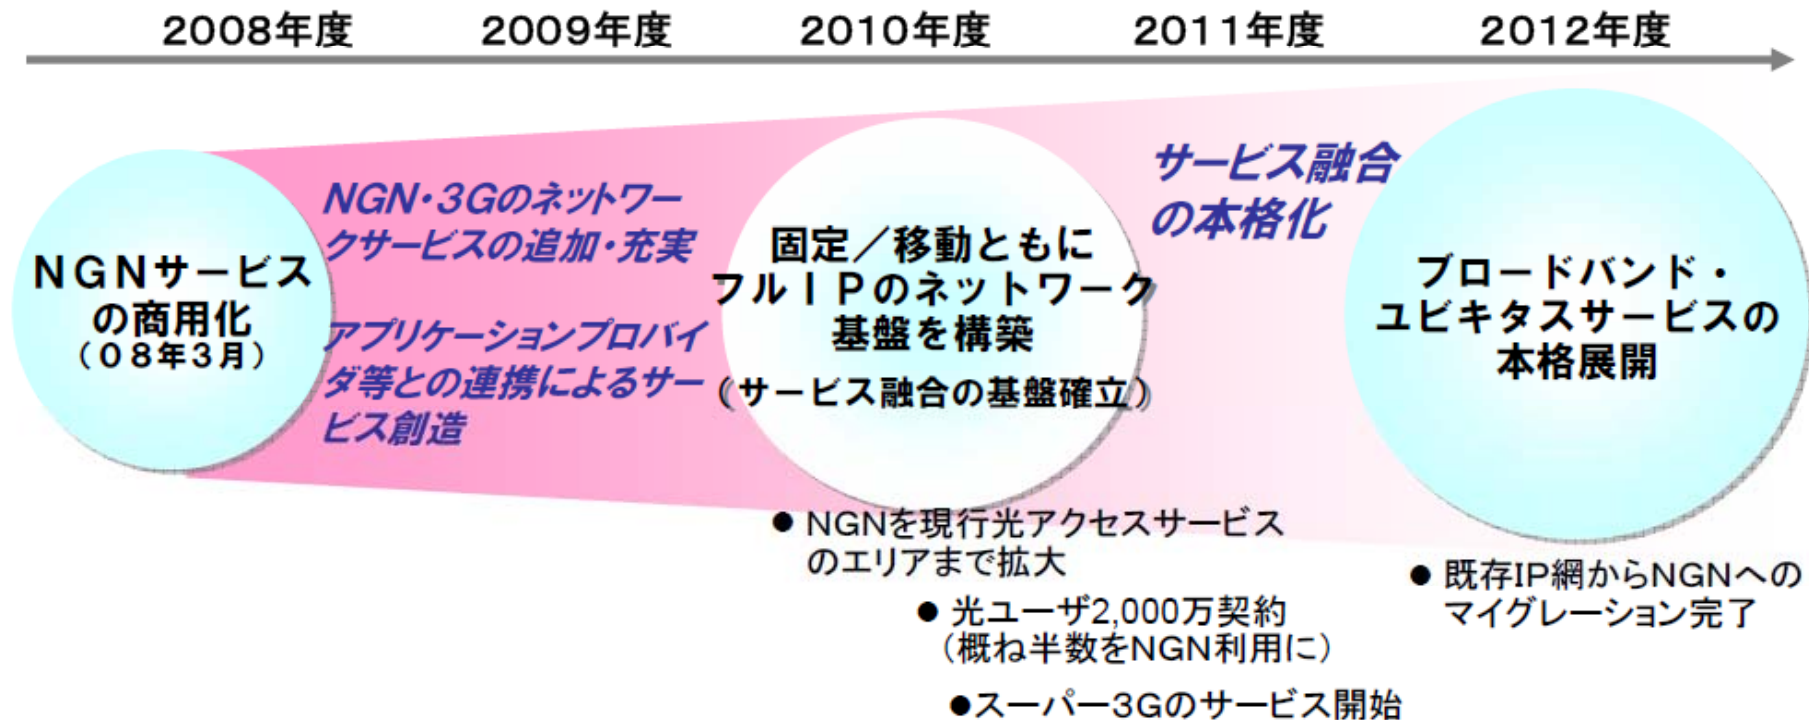 2008年度
2009年度
2010年度
2011年度
2012年度
NGNサービス
の商用化
(08年3月)
NGN・3Gのネットワー
クサービスの追加・充実
アプリケーションプロバイ
ダ等との連携によるサー
ビス創造
固定／移動ともに
フルＩＰのネットワーク
基盤を構築
(サービス融合の基盤確立)
サービス融合
の本格化
ブロードバンド・
ユビキタスサービスの
本格展開
● NGNを現行光アクセスサービス
のエリアまで拡大
● 光ユーザ2,000万契約
(概ね半数をNGN利用に)
●スーパー3Gのサービス開始
● 既存IP網からNGNへの
マイグレーション完了